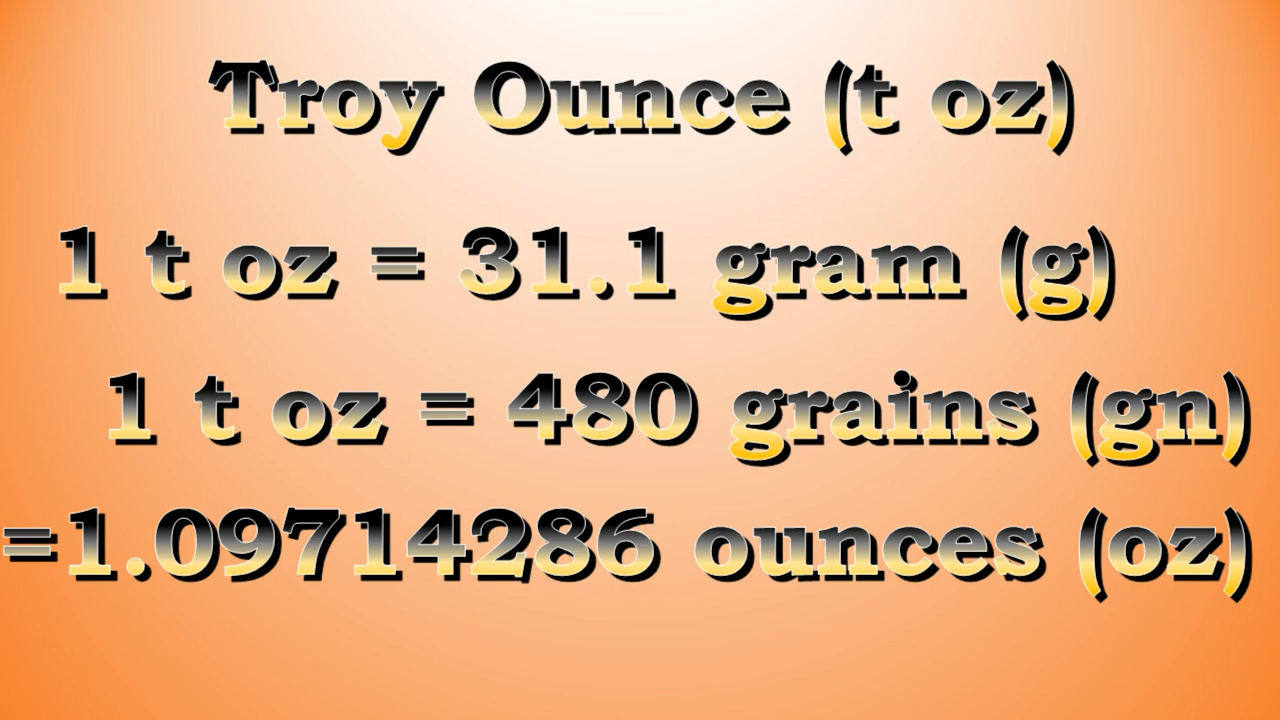 Troy Ounce (t oz)
1 t oz = 31.1 gram (g)
1 t oz = 480 grains (gn)
=1.09714286 ounces (oz)